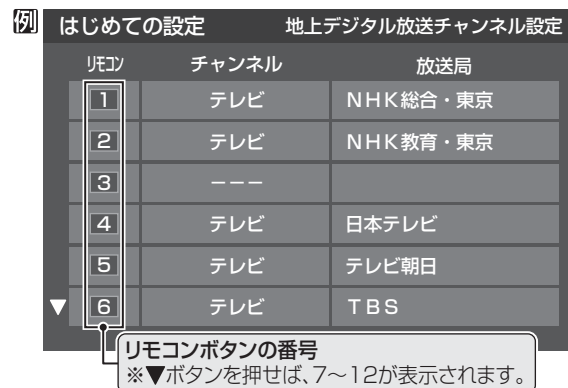 例
はじめての設定 地上デジタル放送チャンネル設定
リモコン チャンネル 放送局
1 テレビ NHK総合・東京
2 テレビ NHK教育・東京
3 −−−
4 テレビ 日本テレビ
5 テレビ テレビ朝日
▼ 6 テレビ TBS
リモコンボタンの番号
※▼ボタンを押せば、7〜12が表示されます。